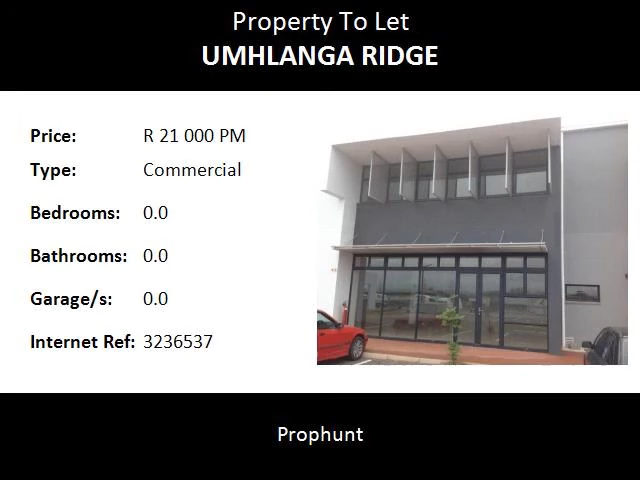 Property To Let
UMHLANGA RIDGE
Price: R 21 000 PM
Type: Commercial
Bedrooms: 0.0
Bathrooms: 0.0
Garage/s: 0.0
Internet Ref: 3236537
Prophunt